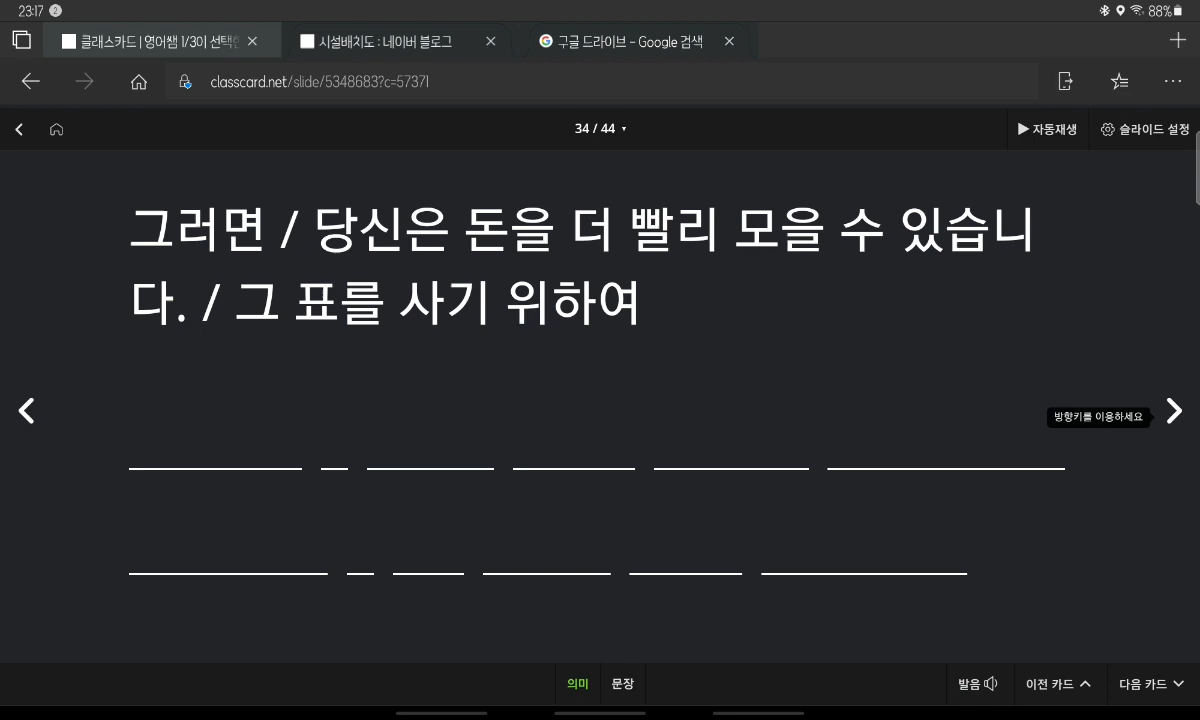 23:17 2 88%
클래스카드 | 영어쌤 1/3이 선택한
시설배치도 : 네이버 블로그
구글 드라이브 - Google 검색
classcard.net/slide/5348683?c=57371
34 / 44
자동재생
슬라이드 설정
그러면 / 당신은 돈을 더 빨리 모을 수 있습니
다. / 그 표를 사기 위하여
방향키를 이용하세요
의미 문장
발음
이전 카드
다음 카드